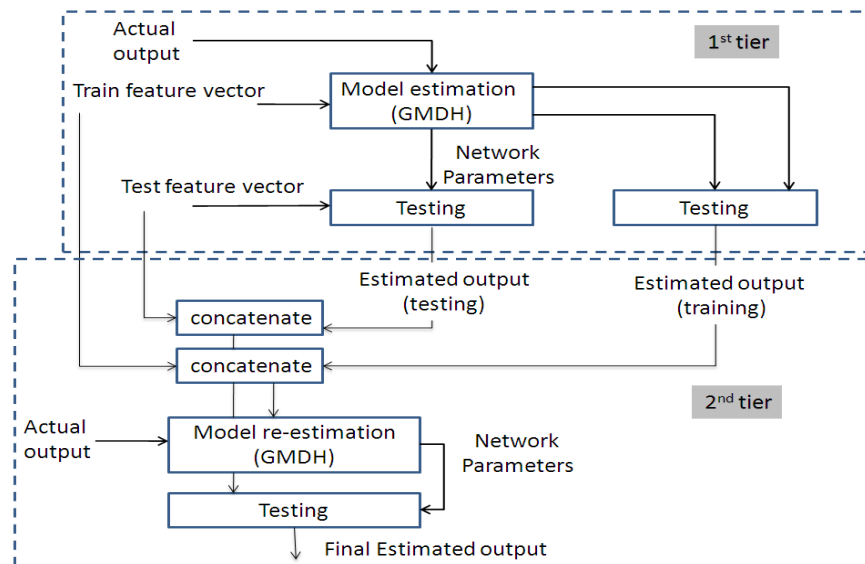 Actual
output
1st tier
Train feature vector
Model estimation
(GMDH)
Network
Parameters
Test feature vector
Testing
Testing
Estimated output
(testing)
Estimated output
(training)
concatenate
concatenate
2nd tier
Actual
output
Model re-estimation
(GMDH)
Network
Parameters
Testing
Final Estimated output